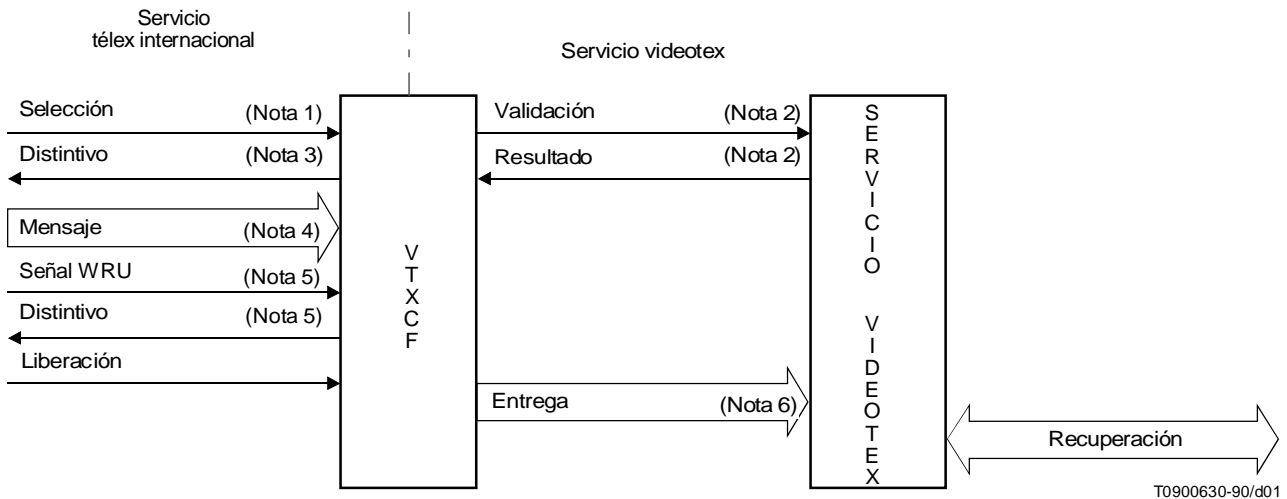 Servicio
télex internacional
Servicio videotex
Selección (Nota 1)
Distintivo (Nota 3)
Mensaje (Nota 4)
Señal WRU (Nota 5)
Distintivo (Nota 5)
Liberación
VTXCF
Validación (Nota 2)
Resultado (Nota 2)
Entrega (Nota 6)
SERVICIO VIDEOTEX
Recuperación
T0900630-90/d01